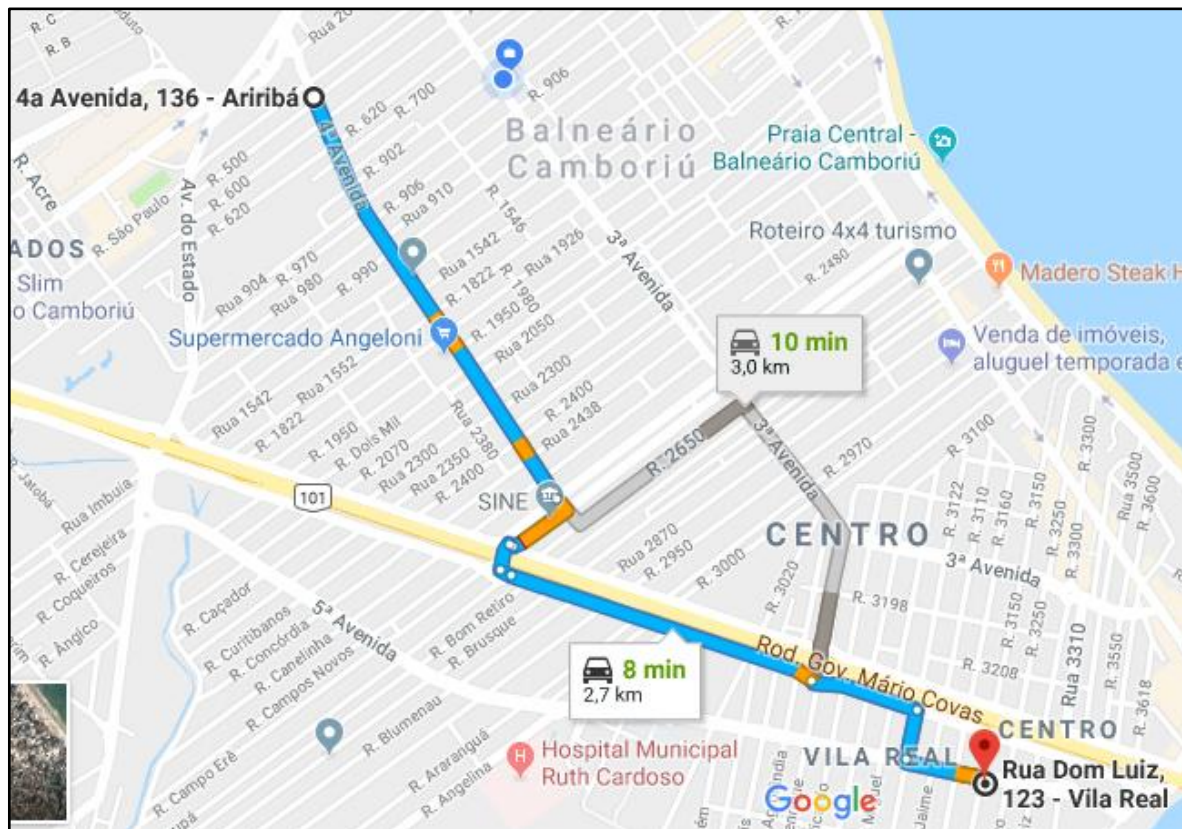 R. C
R. B
Rua 20
4a Avenida, 136 - Ariribá
R. 620
R. 700
R. 906
4ª Avenida
R. 902
R. 906
Rua 910
Balneário
Camboriú
Praia Central -
Balneário Camboriú
R. Acre
R. São Paulo
R. 500
R. 600
R. 620
Av. do Estado
R. 1546
Rua 1926
3ª Avenida
Roteiro 4x4 turismo
R. 2480
Madero Steak H
ADOS
Slim
o Camboriú
Rua 904
R. 970
Rua 980
R. 990
Rua 1542
R. 1822
R. 1980
R. 1950
Rua 2050
Supermercado Angeloni
Venda de imóveis,
aluguel temporada e
10 min
3,0 km
Rua 1542
Rua 1552
R. 1822
R. 1950
R. Dois Mil
R. 2070
Rua 2300
Rua 2350
R. 2400
Rua 2380
Rua 2300
R. 2400
Rua 2438
R. 2650
3ª Avenida
R. 2970
R. 3100
R. 3300
Rua 3500
R. 3600
R. 3122
R. 3110
R. 3160
R. 3150
R. 3250
R. 3300
101
SINE
R. Jatobá
Rua Imbuia
R. Cerejeira
R. Coqueiros
R. Ângico
Rua 2870
R. 2950
R. 3000
R. 3020
CENTRO
3ª Avenida
R. 3198
R. 3150
R. 3250
R. 3208
Rua 3310
R. 3550
R. 3618
R. Caçador
R. Curitibanos
R. Concórdia
R. Canelinha
R. Campos Novos
5ª Avenida
R. Bom Retiro
R. Brusque
8 min
2,7 km
Rod. Gov. Mário Covas
CENTRO
R. Campo Erê
R. Blumenau
R. Araranguá
R. Angelina
Hospital Municipal
Ruth Cardoso
VILA REAL
Jaime
Rua Dom Luiz,
123 - Vila Real
Google